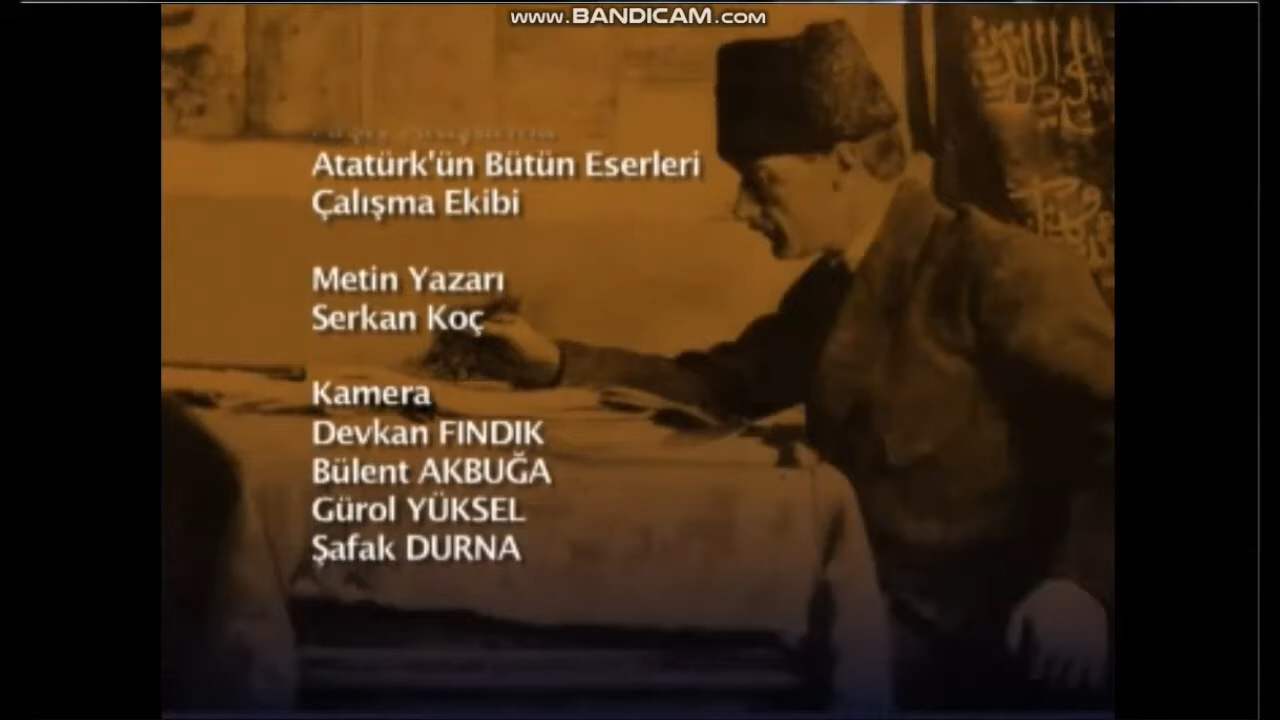 www.BANDICAM.com
Atatürk'ün Bütün Eserleri
Çalışma Ekibi
Metin Yazarı
Serkan Koç
Kamera
Devkan FINDIK
Bülent AKBUĞA
Gürol YÜKSEL
Şafak DURNA